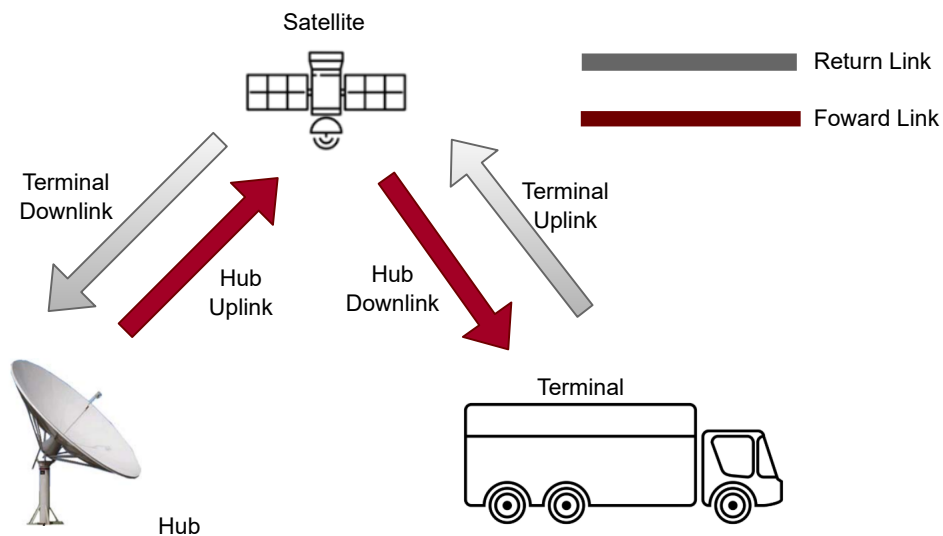 Satellite
Return Link
Foward Link
Terminal
Downlink
Terminal
Uplink
Hub
Uplink
Hub
Downlink
Terminal
Hub